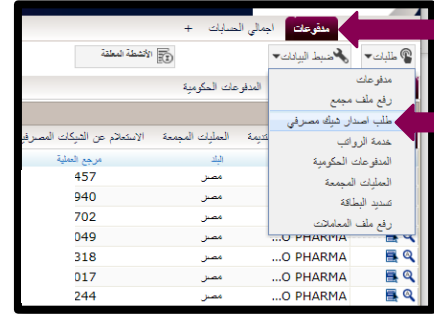 مدفوعات اجمالي الحسابات +
طلبات ضبط البيانات الأنشطة المعلقة
مدفوعات
رفع ملف مجمع
طلب اصدار شيك مصرفي
خدمة الرواتب
المدفوعات الحكومية
العمليات المجمعة
تسديد البطاقة
رفع ملف المعاملات
المدفوعات الحكومية
العمليات المجمعة الاستعلام عن الشيكات
البلد مرجع العملية
مصر 457
مصر 940
مصر 702
...O PHARMA مصر 049
...O PHARMA مصر 318
...O PHARMA مصر 017
...O PHARMA مصر 244